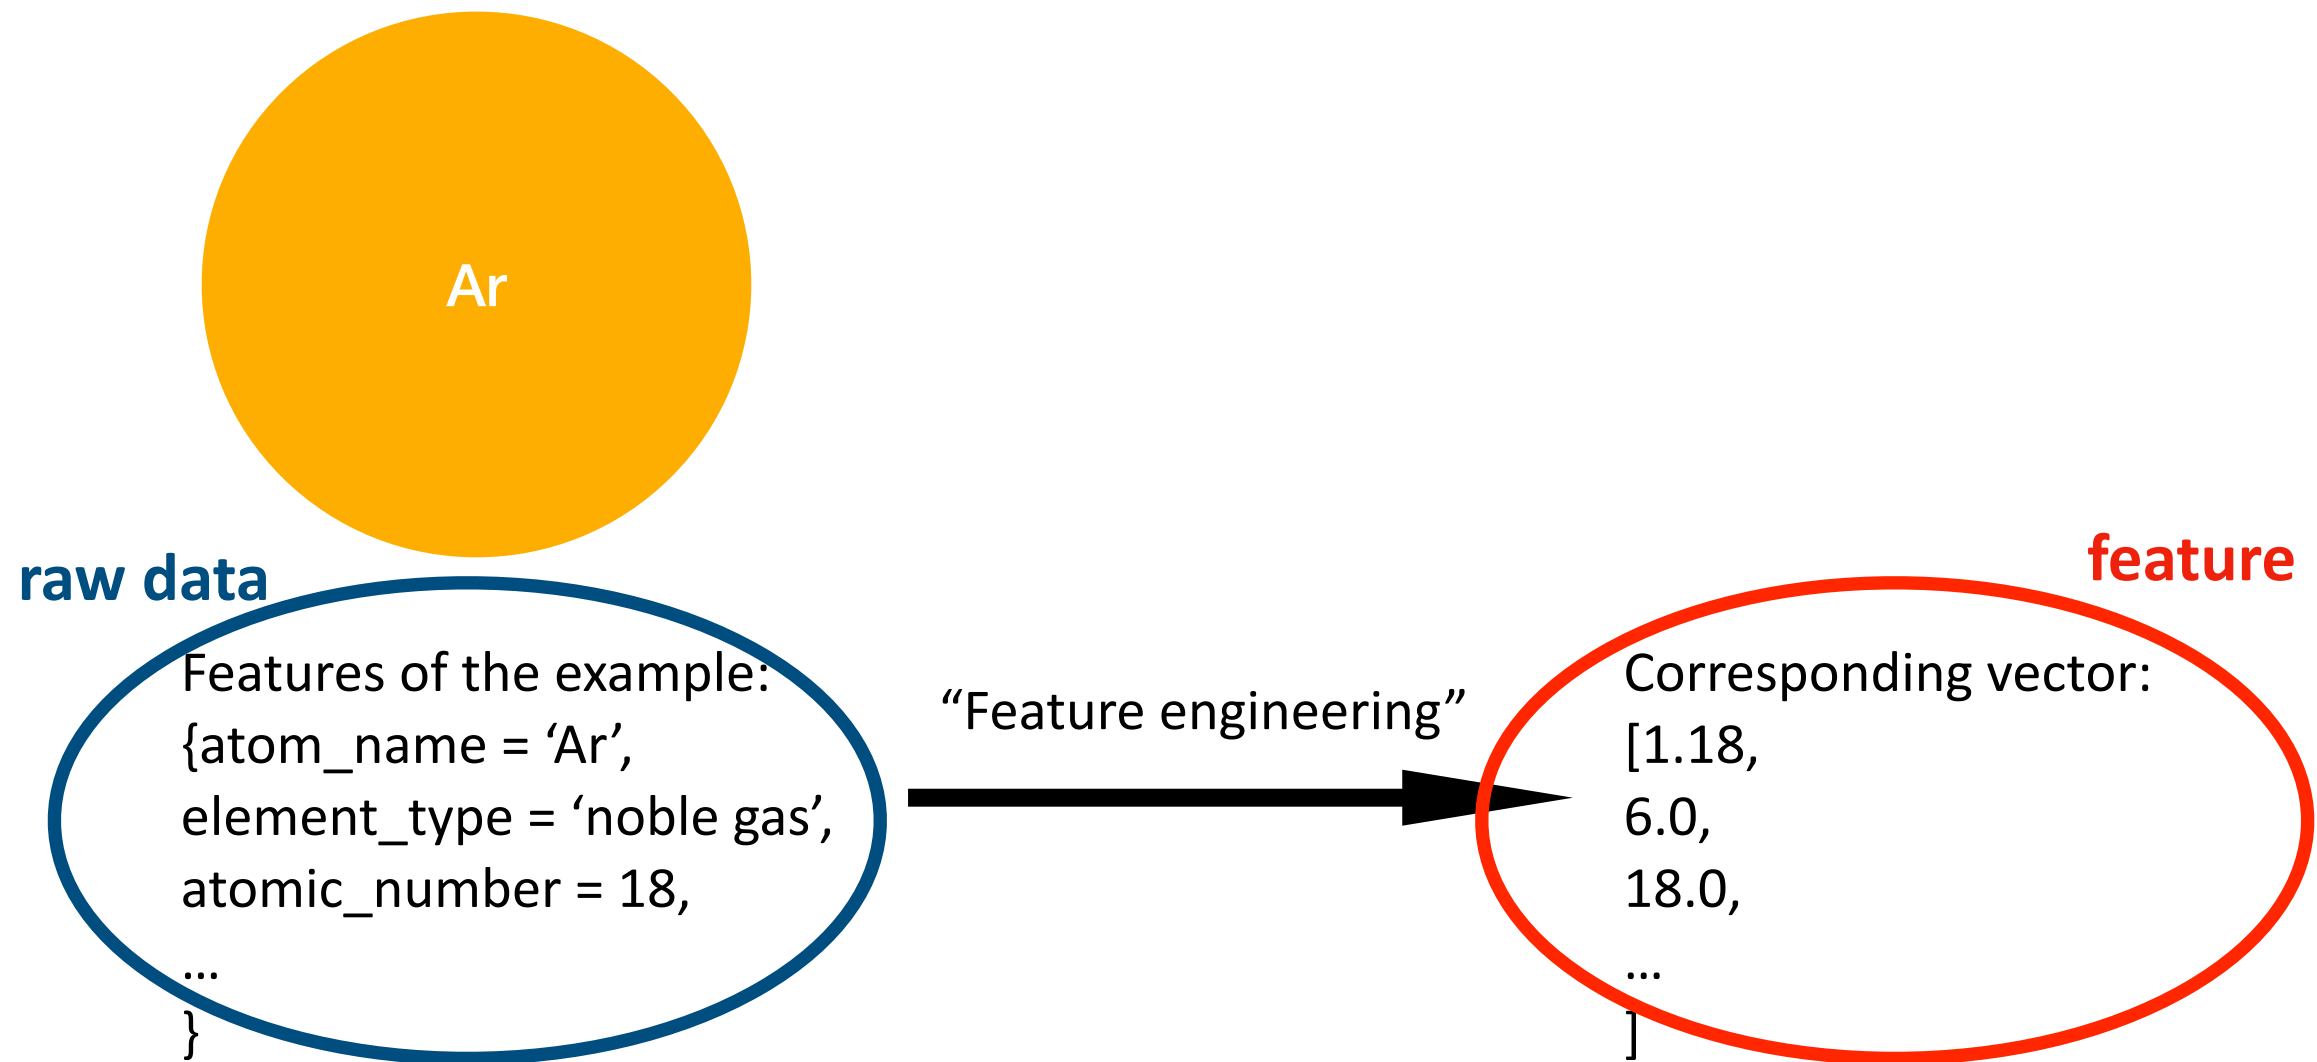 Ar
raw data
Features of the example:
{atom_name = ‘Ar’,
element_type = ‘noble gas’,
atomic_number = 18,
...
}
“Feature engineering”
feature
Corresponding vector:
[1.18,
6.0,
18.0,
...
]